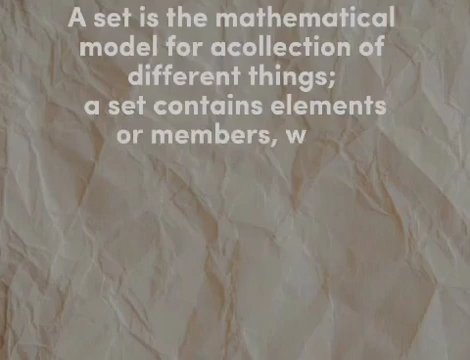 A set is the mathematical
model for acollection of
different things;
a set contains elements
or members, w